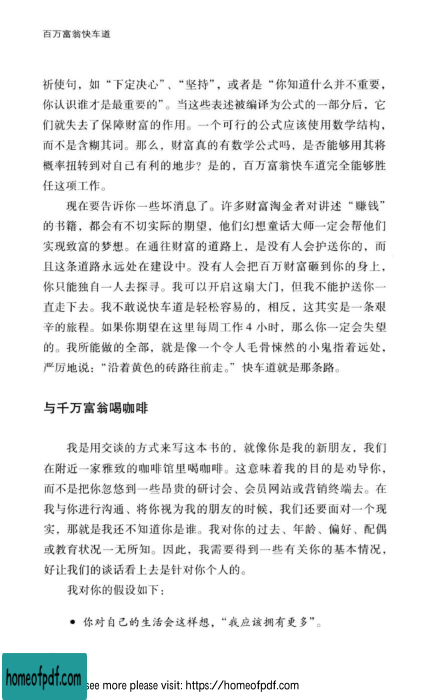 百万富翁快车道
祈使句，如“下定决心”、“坚持”，或者是“你知道什么并不重要，
你认识谁才是最重要的”。当这些表述被编译为公式的一部分后，它
们就失去了保障财富的作用。一个可行的公式应该使用数学结构，
而不是含糊其词。那么，财富真的有数学公式吗，是否能够用其将
概率扭转到对自己有利的地步？是的，百万富翁快车道完全能够胜
任这项工作。
现在要告诉你一些坏消息了。许多财富淘金者对讲述“赚钱”
的书籍，都会有不切实际的期望，他们幻想童话大师一定会帮他们
实现致富的梦想。在通往财富的道路上，是没有人会护送你的，而
且这条道路永远处在建设中。没有人会把百万财富砸到你的身上，
你只能独自一人去探寻。我可以开启这扇大门，但我不能护送你一
直走下去。我不敢说快车道是轻松容易的，相反，这其实是一条艰
辛的旅程。如果你期望在这里每周工作4小时，那么你一定会失望
的。我所能做的全部，就是像一个令人毛骨悚然的小鬼指着远处，
严厉地说：“沿着黄色的砖路往前走。”快车道就是那条路。
与千万富翁喝咖啡
我是用交谈的方式来写这本书的，就像你是我的新朋友，我们
在附近一家雅致的咖啡馆里喝咖啡。这意味着我的目的是劝导你，
而不是把你忽悠到一些昂贵的研讨会、会员网站或营销终端去。在
我与你进行沟通、将你视为我的朋友的时候，我们还要面对一个现
实，那就是我还不知道你是谁。我对你的过去、年龄、偏好、配偶
或教育状况一无所知。因此，我需要得到一些有关你的基本情况，
好让我们的谈话看上去是针对你个人的。
我对你的假设如下：
● 你对自己的生活会这样想，“我应该拥有更多”。
homeofpdf.com
see more please visit: https://homeofpdf.com